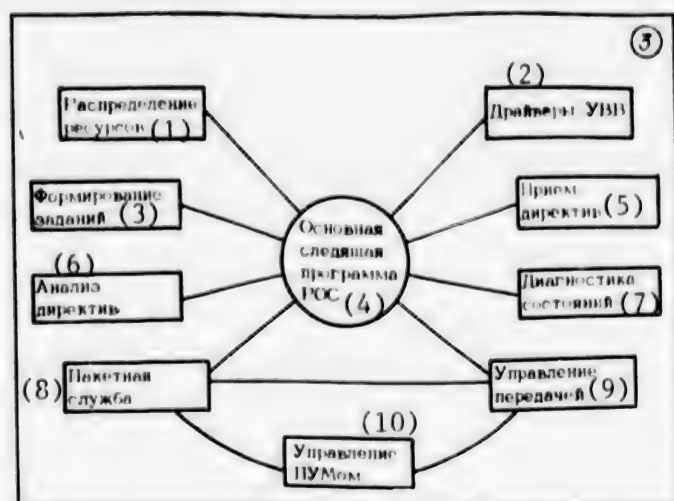 ③
(2)
Распределение
ресурсов (1)
Драйверы УВВ
Формирование
заданий (3)
Прием
директив (5)
Основная
следящая
программа
РОС (4)
(6)
Анализ
директив
Диагностика
состояний (7)
(8) Пакетная
служба
Управление
передачей (9)
(10)
Управление
ПУМом